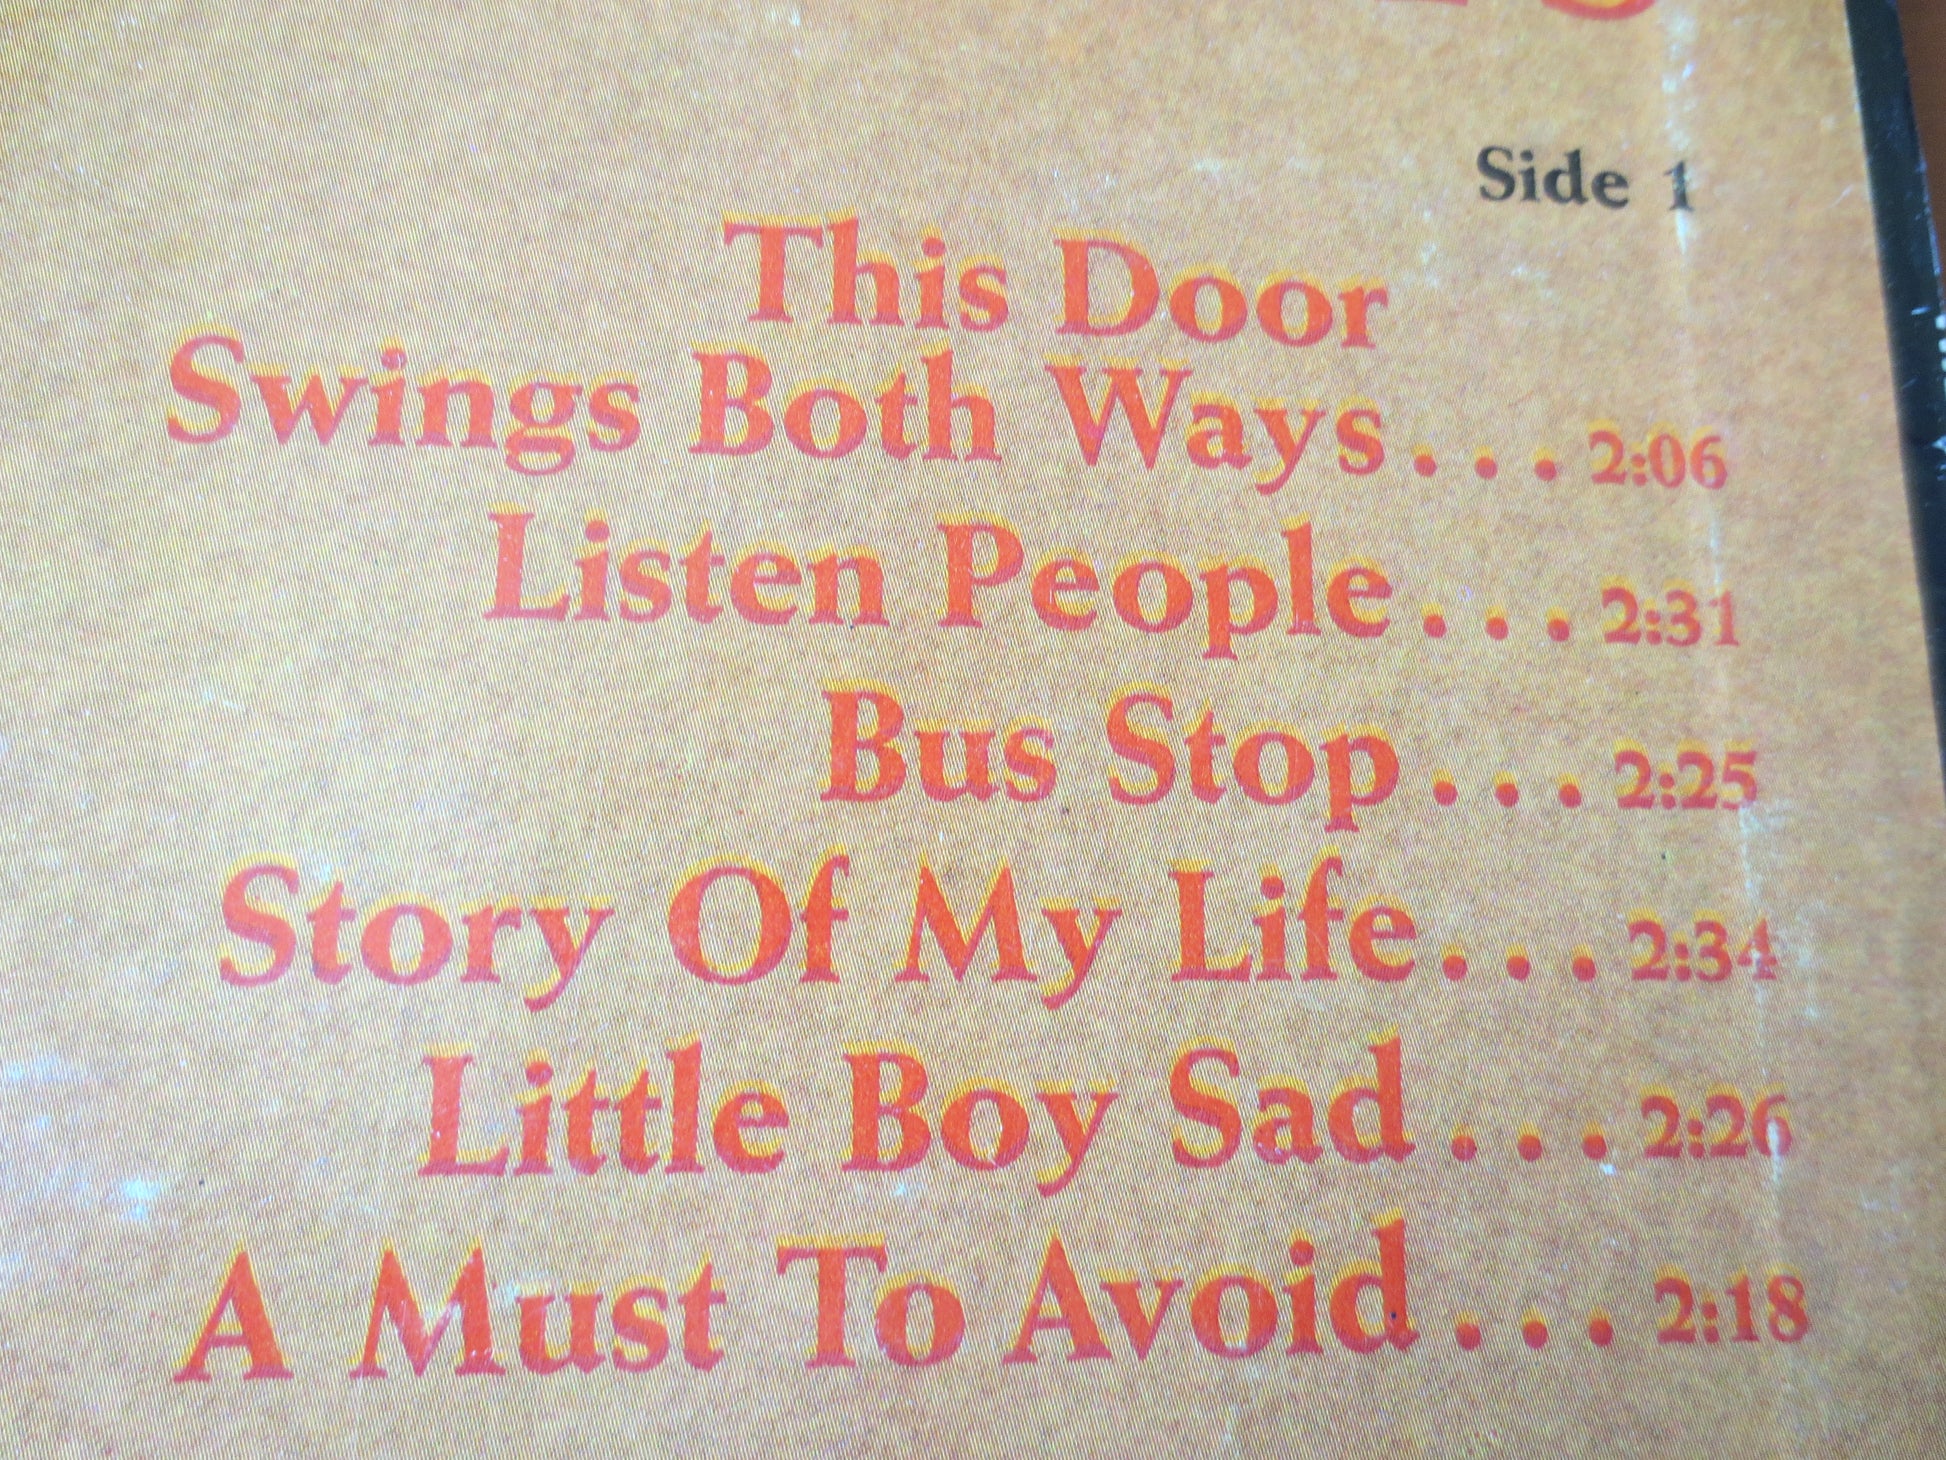 Side 1
This Door
Swings Both Ways... 2:06
Listen People... 2:31
Bus Stop... 2:25
Story Of My Life... 2:34
Little Boy Sad... 2:26
A Must To Avoid... 2:18